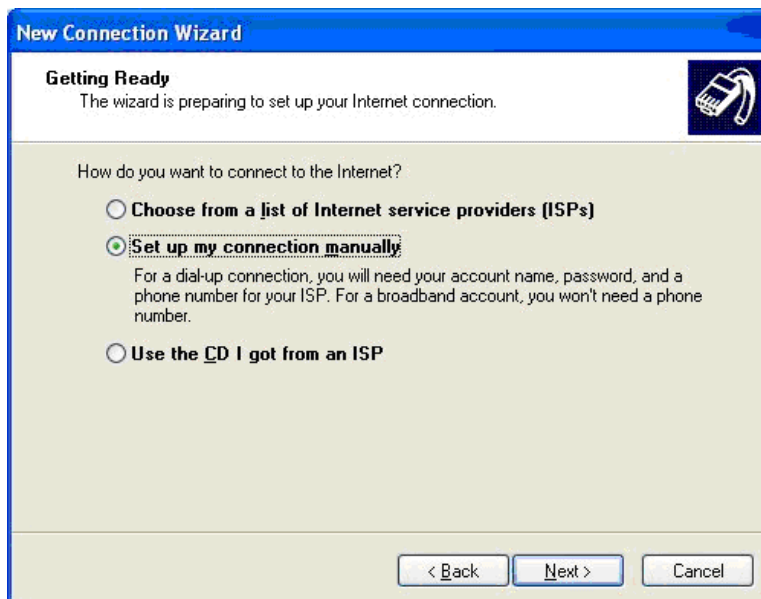 New Connection Wizard
Getting Ready
The wizard is preparing to set up your Internet connection.
How do you want to connect to the Internet?
Choose from a list of Internet service providers (ISPs)
Set up my connection manually
For a dial-up connection, you will need your account name, password, and a
phone number for your ISP. For a broadband account, you won't need a phone
number.
Use the CD I got from an ISP
< Back Next > Cancel